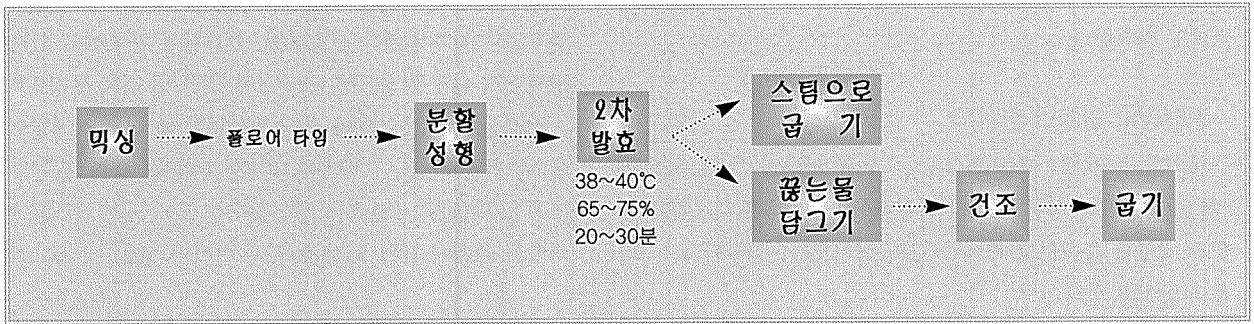 믹싱
플로어 타임
분할
성형
2차
발효
38~40℃
65~75%
20~30분
스팀으로
굽 기
끓는물
담그기
건조
굽기